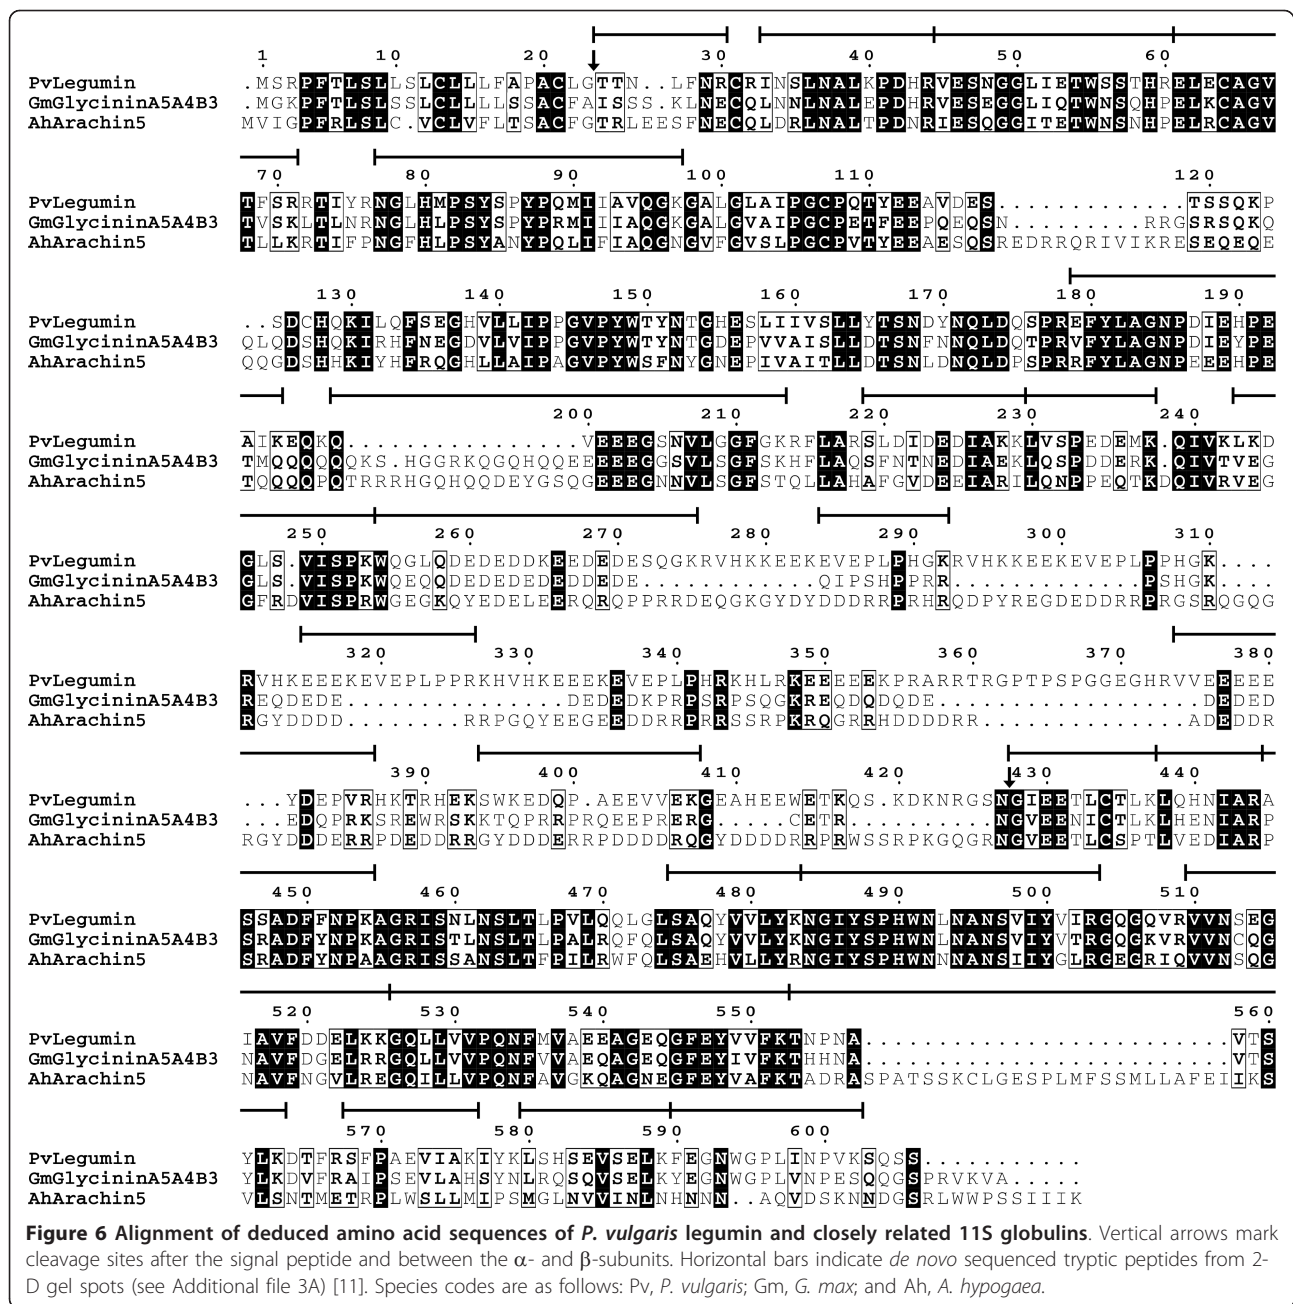 1 10 20 30 40 50 60
PvLegumin .MSRPFTLSLLSLCLLLFAPACLGTTN..LFNRCRINSLNALKPDHRVESNGGLIETWSSTHRELECAGV
GmGlycininA5A4B3 .MGKPFTLSLSSLCLLLLSSACFAISSS.KLNECQLNNLNALEPDHRVESEGGLIQTWNSQHPELKCAGV
AhArachin5 MVIGPFRLSLC.VCLVFLTSACFGTRLEESFNECQLDRLNALTPDNRIESQGGITETWNSNHPELRCAGV
70 80 90 100 110 120
PvLegumin TFSRRTIYRNGLHMPSYSPYPQMIIAVQGKGALGLAIPGCPQTYEEAVDES.............TSSQKP
GmGlycininA5A4B3 TVSKLTLNRNGLHLPSYSPYPRMIIIAQGKGALGVAIPGCPETFEEPQEQSN.........RRGSRSQKQ
AhArachin5 TLLKRTIFPNGFHLPSYANYPQLIFIAQGNGVFGVSLPGCPVTYEEAESQSREDRRQRIVIKRESEQEQE
130 140 150 160 170 180 190
PvLegumin ..SDCHQKILQFSEGHVLLIPPGVPYWTYNTGHESLIIVSLLYTSNDYNQLDQSPREFYLAGNPDIEHPE
GmGlycininA5A4B3 QLQDSHQKIRHFNEGDVLVIPPGVPYWTYNTGDEPVVAISLLDTSNFNNQLDQTPRVFYLAGNPDIEYPE
AhArachin5 QQGDSHHKIYHFRQGHLLAIPAGVPYWSFNYGNEPIVAITLLDTSNLDNQLDPSPRRFYLAGNPEEEHPE
200 210 220 230 240
PvLegumin AIKEQKQ................VEEEGSNVLGGFGKRFLARSLDIDEDIAKKLVSPEDEMK.QIVKLKD
GmGlycininA5A4B3 TMQQQQQQKS.HGGRKQGQHQQEEEEEGGSVLSGFSKHFLAQSFNTNEDIAEKLQSPDDERK.QIVTVEG
AhArachin5 TQQQQPQTRRRHGQHQQDEYGSQGEEEGNNVLSGFSTQLLAHAFGVDEEIARILQNPPEQTKDQIVRVEG
250 260 270 280 290 300 310
PvLegumin GLS.VISPKWQGLQDEDEDDKEEDEDESQGKRVHKKEEKEVEPLPHGKRVHKKEEKEVEPLPPHGK....
GmGlycininA5A4B3 GLS.VISPKWQEQQDEDEDEDEDDEDE............QIPSHPPRR.............PSHGK....
AhArachin5 GFRDVISPRWGEGKQYEDELEERQRQPPRRDEQGKGYDYDDDRRPRHRQDPYREGDEDDRRPRGSRQGQG
320 330 340 350 360 370 380
PvLegumin RVHKEEEKEVEPLPPRKHVHKEEEKEVEPLPHRKHLRKEEEEEKPRARRTRGPTPSPGGEGHRVVEEEEE
GmGlycininA5A4B3 REQDEDE...............DEDEDKPRPSRPSQGKREQDQDQDE..................DEDED
AhArachin5 RGYDDDD........RRPGQYEEGEEDDRRPRRSSRPKRQGRRHDDDDRR..............ADEDDR
390 400 410 420 430 440
PvLegumin ...YDEPVRHKTRHEKSWKEDQP.AEEVVEKGEAHEEWETKQS.KDKNRGSNGIEETLCTLKLQHNIARA
GmGlycininA5A4B3 ...EDQPRKSREWRSKKTQPRRPRQEEPRERG.....CETR..........NGVEENICTLKLHENIARP
AhArachin5 RGYDDDERRPDEDDRRGYDDDERRPDDDDRQGYDDDDRRPRWSSRPKGQGRNGVEETLCSPTLVEDIARP
450 460 470 480 490 500 510
PvLegumin SSADFFNPKAGRISNLNSLTLPVLQQLGLSAQYVVLYKNGIYSPHWNLNANSVIYVIRGQGQVRVVNSEG
GmGlycininA5A4B3 SRADFYNPKAGRISTLNSLTLPALRQFQLSAQYVVLYKNGIYSPHWNLNANSVIYVTRGQGKVRVVNCQG
AhArachin5 SRADFYNPAAGRISSANSLTFPILRWFQLSAEHVLLYRNGIYSPHWNNNANSIIYGLRGEGRIQVVNSQG
520 530 540 550 560
PvLegumin IAVFDDELKKGQLLVVPQNFMVAEEAGEQGFEYVVFKTNPNA.........................VTS
GmGlycininA5A4B3 NAVFDGELRRGQLLVVPQNFVVAEQAGEQGFEYIVFKTHHNA.........................VTS
AhArachin5 NAVFNGVLREGQILLVPQNFAVGKQAGNEGFEYVAFKTADRASPATSSKCLGESPLMFSSMLLAFEIIKS
570 580 590 600
PvLegumin YLKDTFRSFPAEVIAKIYKLSHSEVSELKFEGNWGPLINPVKSQSS...........
GmGlycininA5A4B3 YLKDVFRAIPSEVLAHSYNLRQSQVSELKYEGNWGPLVNPESQQGSPRVKVA.....
AhArachin5 VLSNTMETRPLWSLLMIPSMGLNVVINLNHNNN..AQVDSKNNDGSRLWWPSSIIIK
Figure 6 Alignment of deduced amino acid sequences of P. vulgaris legumin and closely related 11S globulins. Vertical arrows mark
cleavage sites after the signal peptide and between the α- and β-subunits. Horizontal bars indicate de novo sequenced tryptic peptides from 2-
D gel spots (see Additional file 3A) [11]. Species codes are as follows: Pv, P. vulgaris; Gm, G. max; and Ah, A. hypogaea.